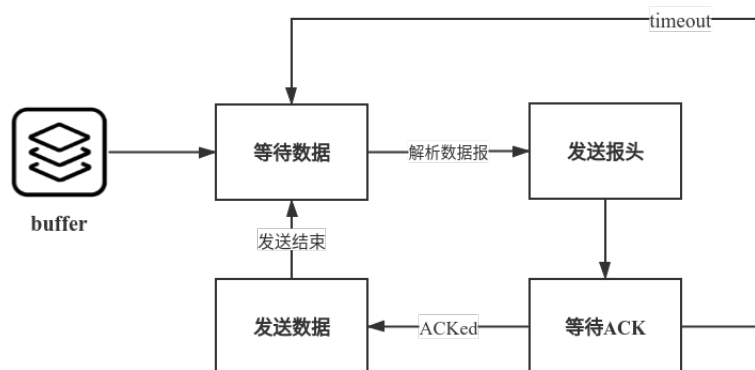 timeout
等待数据
解析数据报
发送报头
buffer
发送结束
发送数据
ACKed
等待ACK